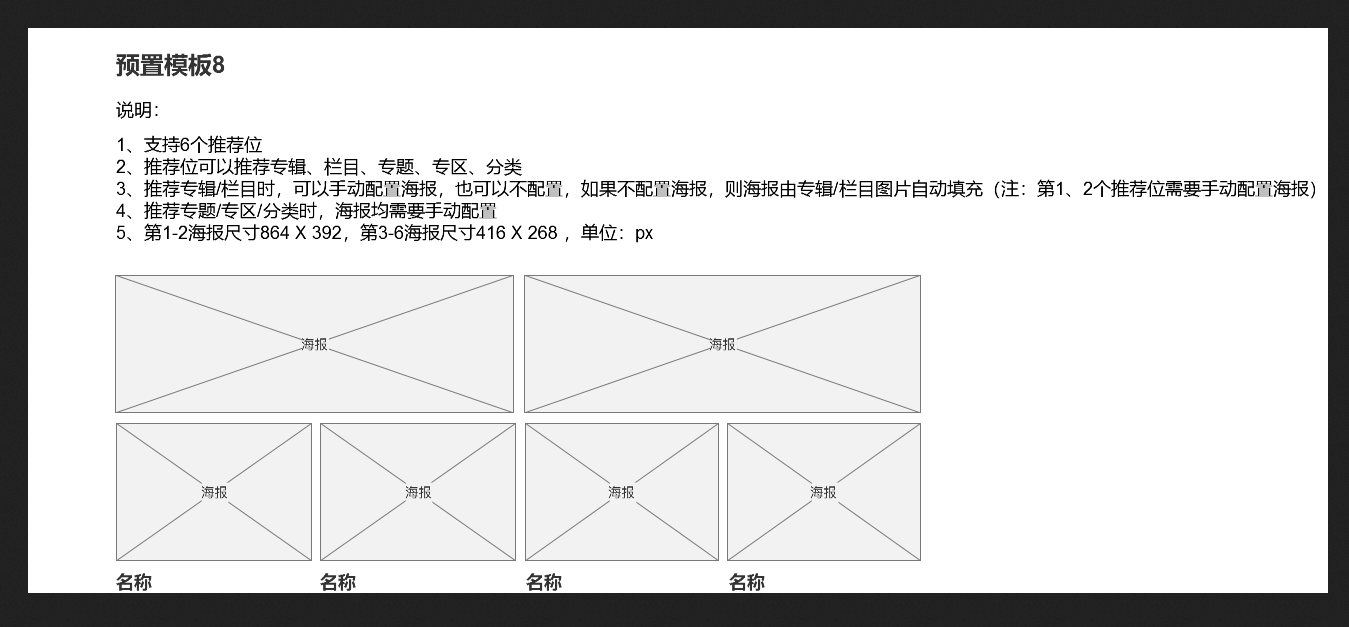 预置模板8
说明：
1、支持6个推荐位
2、推荐位可以推荐专辑、栏目、专题、专区、分类
3、推荐专辑/栏目时，可以手动配置海报，也可以不配置，如果不配置海报，则海报由专辑/栏目图片自动填充（注：第1、2个推荐位需要手动配置海报）
4、推荐专题/专区/分类时，海报均需要手动配置
5、第1-2海报尺寸864 X 392，第3-6海报尺寸416 X 268 ，单位：px
海报 海报
海报 海报 海报 海报
名称 名称 名称 名称